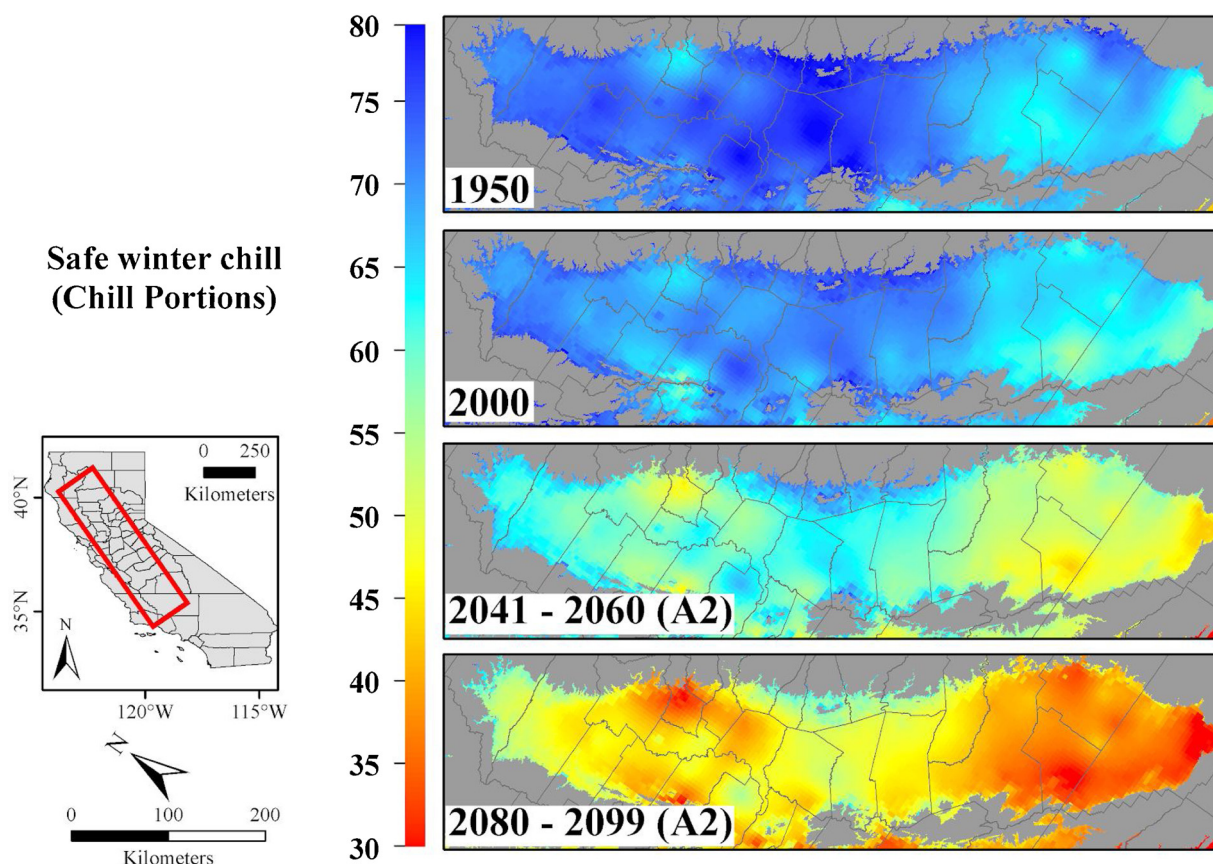 Safe winter chill
(Chill Portions)
80
75
70
65
60
55
50
45
40
35
30
1950
2000
2041 - 2060 (A2)
2080 - 2099 (A2)
0 250
Kilometers
40°N
35°N
N
120°W 115°W
N
0 100 200
Kilometers